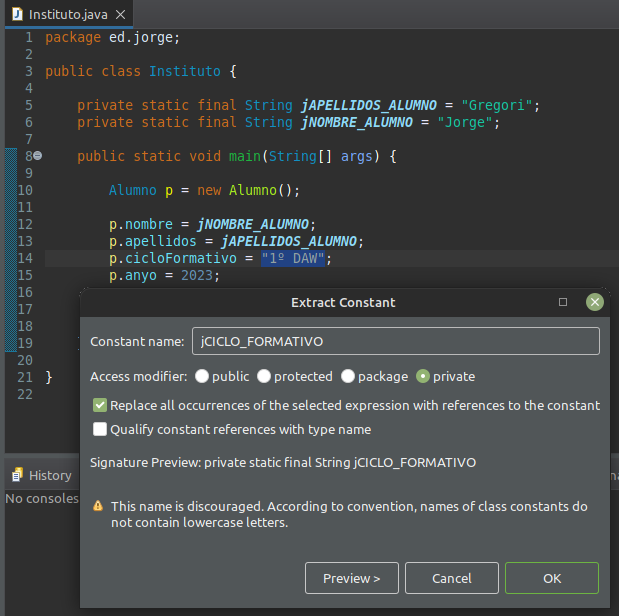 Instituto.java
1 package ed.jorge;
2
3 public class Instituto {
4
5 private static final String jAPELLIDOS_ALUMNO = "Gregori";
6 private static final String jNOMBRE_ALUMNO = "Jorge";
7
8 public static void main(String[] args) {
9
10 Alumno p = new Alumno();
11
12 p.nombre = jNOMBRE_ALUMNO;
13 p.apellidos = jAPELLIDOS_ALUMNO;
14 p.cicloFormativo = "1º DAW";
15 p.anyo = 2023;
16
17
18
19
20
21 }
22
Extract Constant
Constant name: jCICLO_FORMATIVO
Access modifier: public protected package private
Replace all occurrences of the selected expression with references to the constant
Qualify constant references with type name
Signature Preview: private static final String jCICLO_FORMATIVO
This name is discouraged. According to convention, names of class constants do
not contain lowercase letters.
Preview > Cancel OK
History
No consoles